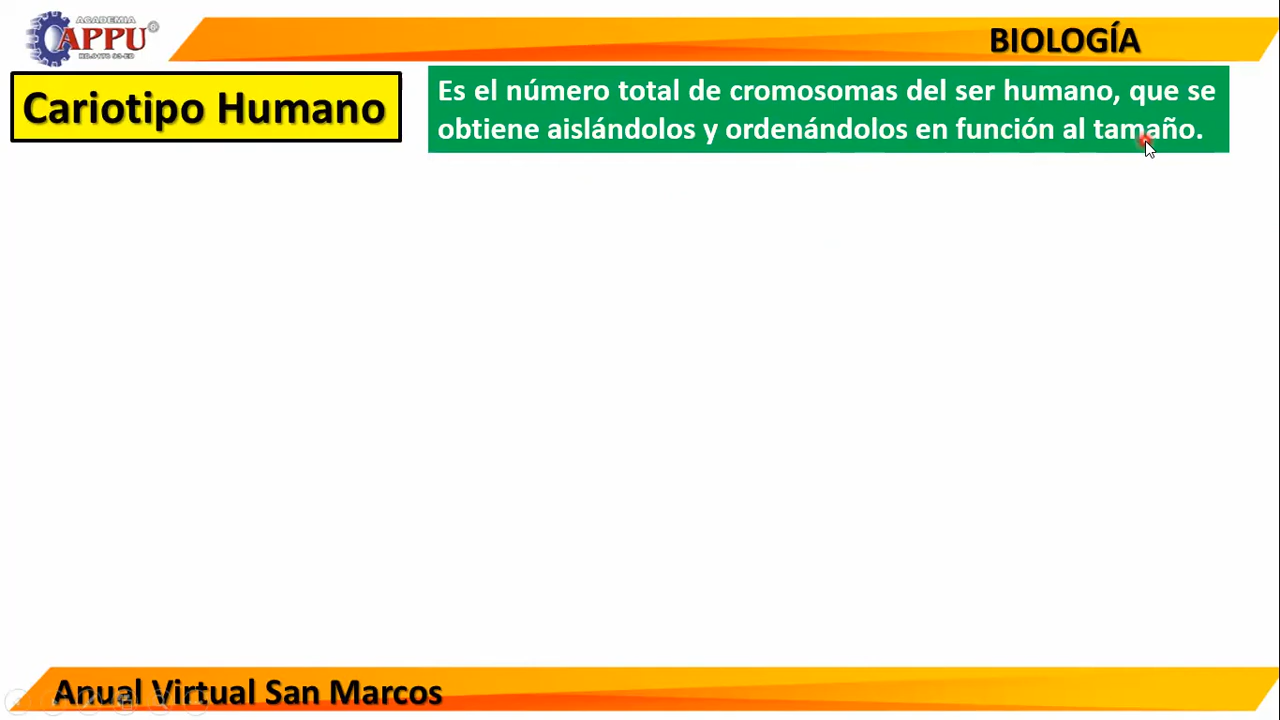 ACADEMIA
APPU
BIOLOGÍA
Cariotipo Humano
Es el número total de cromosomas del ser humano, que se
obtiene aislándolos y ordenándolos en función al tamaño.
Anual Virtual San Marcos